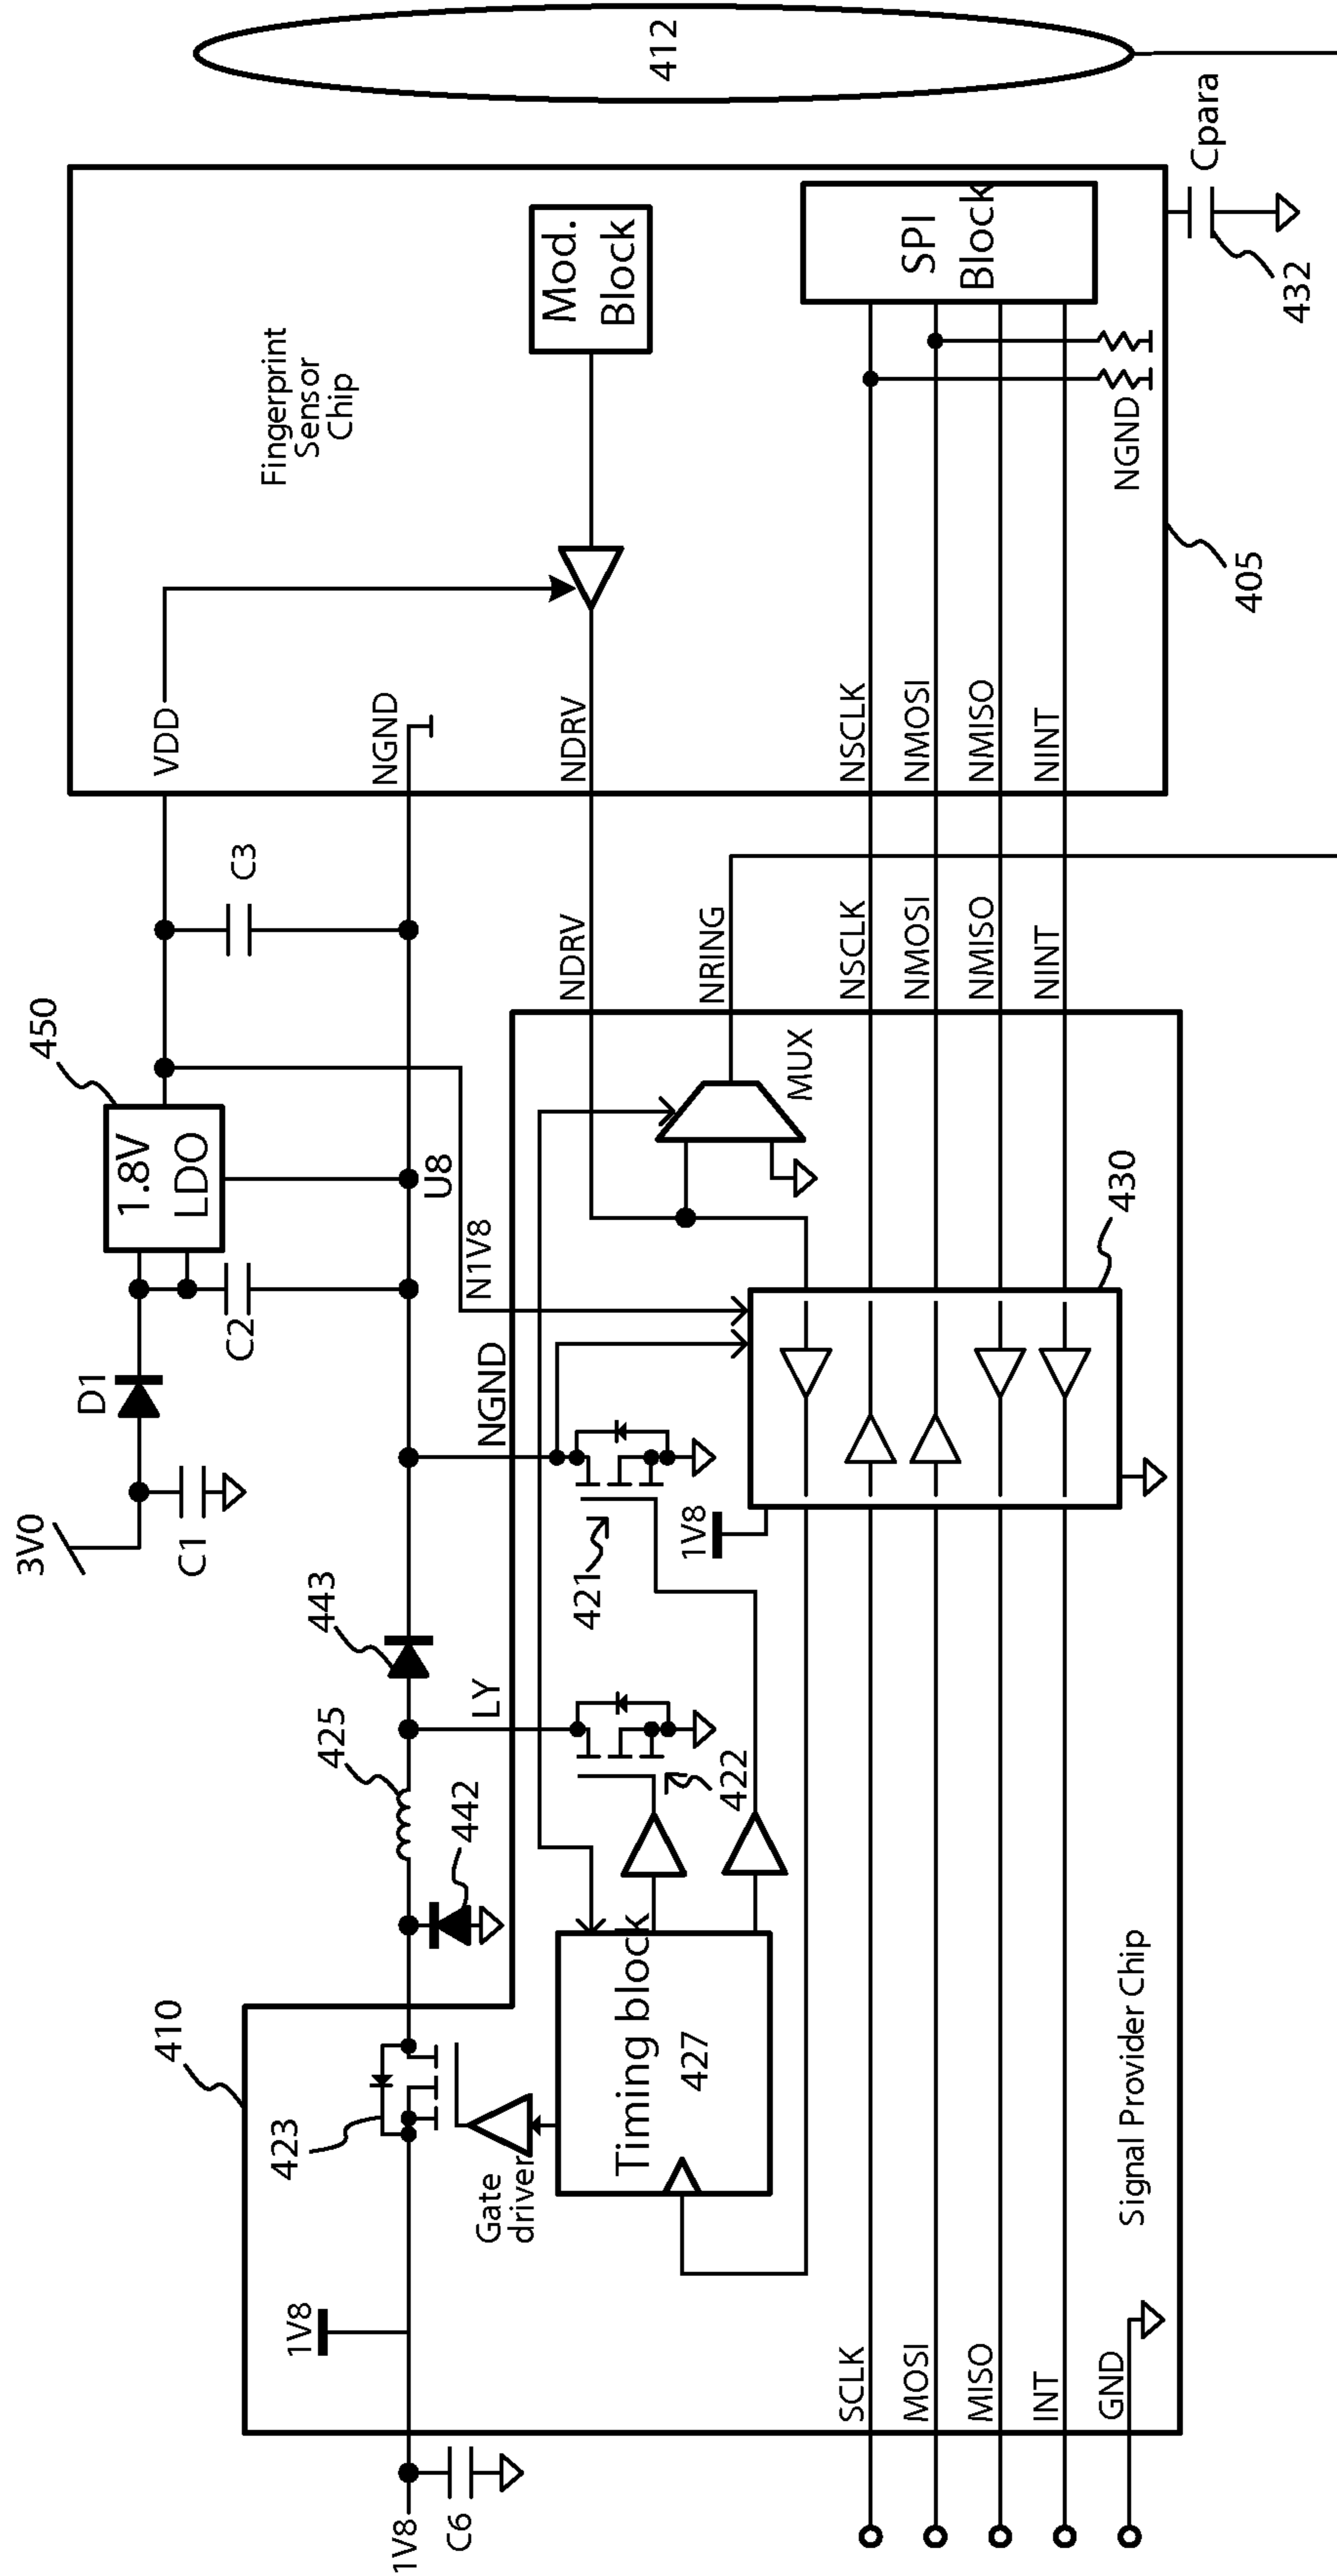 412
Fingerprint
Sensor
Chip
Mod.
Block
SPI
Block
Cpara
432
405
VDD
NGND
NDRV
NSCLK
NMOSI
NMISO
NINT
NGND
3V0
D1
C1
C2
1.8V
LDO
450
C3
U8
N1V8
NGND
443
425
442
LY
410
423
1V8
1V8
C6
Gate
driver
Timing block
427
422
421
1V8
430
MUX
NDRV
NRING
NSCLK
NMOSI
NMISO
NINT
SCLK
MOSI
MISO
INT
GND
Signal Provider Chip